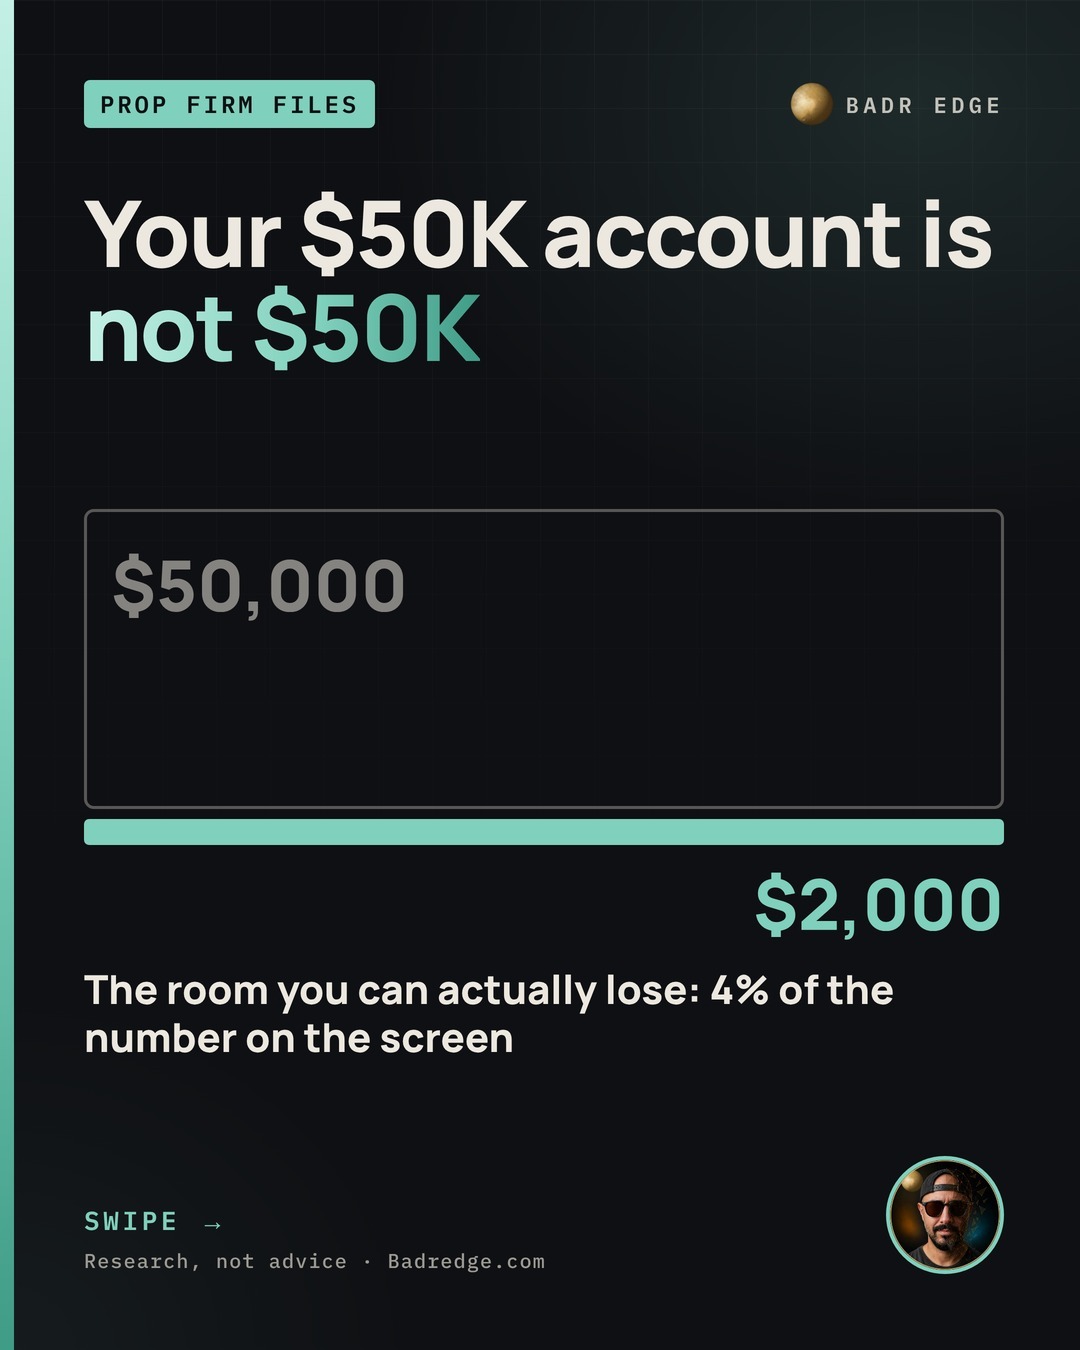 PROP FIRM FILES
BADR EDGE
Your $50K account is
not $50K
$50,000
$2,000
The room you can actually lose: 4% of the
number on the screen
SWIPE →
Research, not advice · Badredge.com